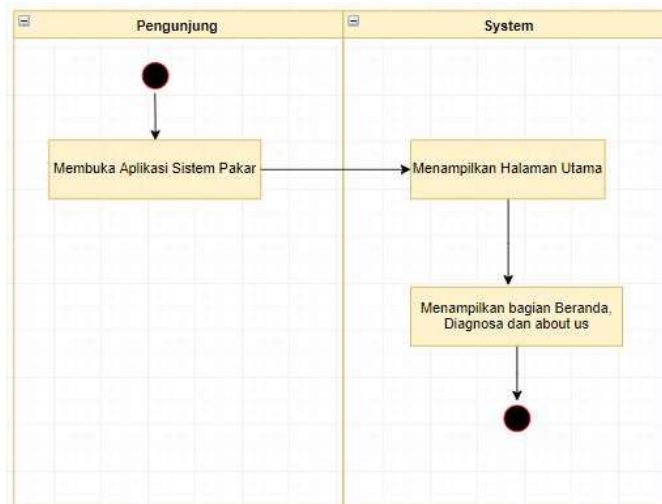 Pengunjung
System
Membuka Aplikasi Sistem Pakar
Menampilkan Halaman Utama
Menampilkan bagian Beranda,
Diagnosa dan about us